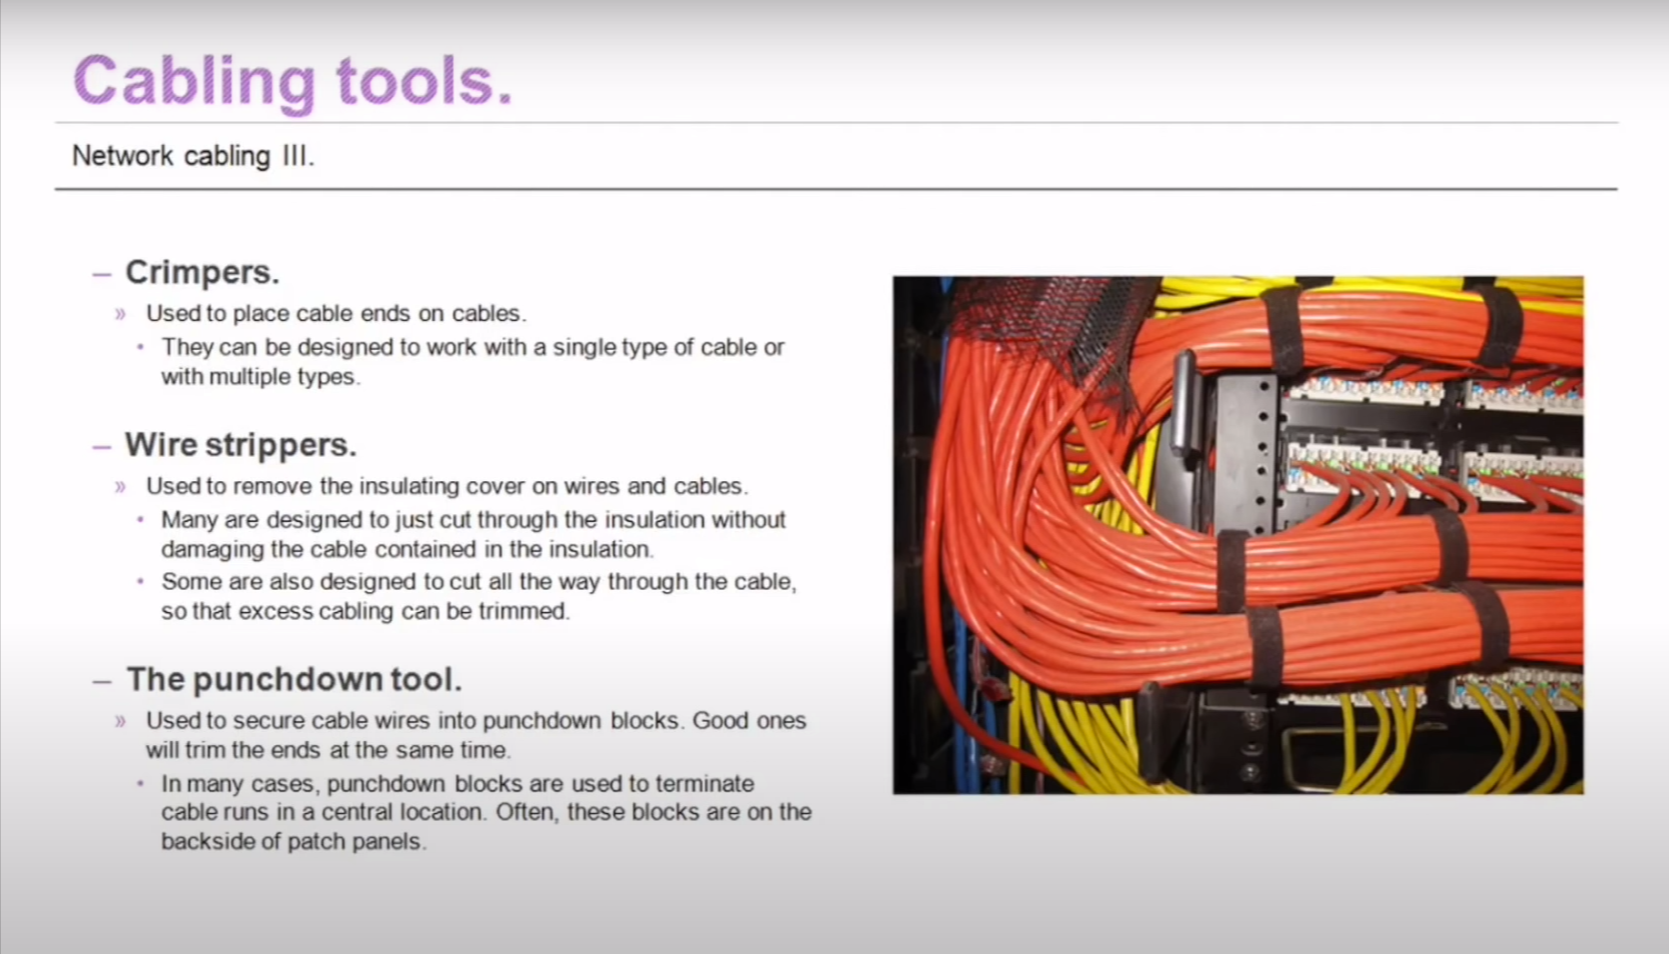 Cabling tools.
Network cabling III.
– Crimpers.
» Used to place cable ends on cables.
• They can be designed to work with a single type of cable or
with multiple types.
– Wire strippers.
» Used to remove the insulating cover on wires and cables.
• Many are designed to just cut through the insulation without
damaging the cable contained in the insulation.
• Some are also designed to cut all the way through the cable,
so that excess cabling can be trimmed.
– The punchdown tool.
» Used to secure cable wires into punchdown blocks. Good ones
will trim the ends at the same time.
• In many cases, punchdown blocks are used to terminate
cable runs in a central location. Often, these blocks are on the
backside of patch panels.